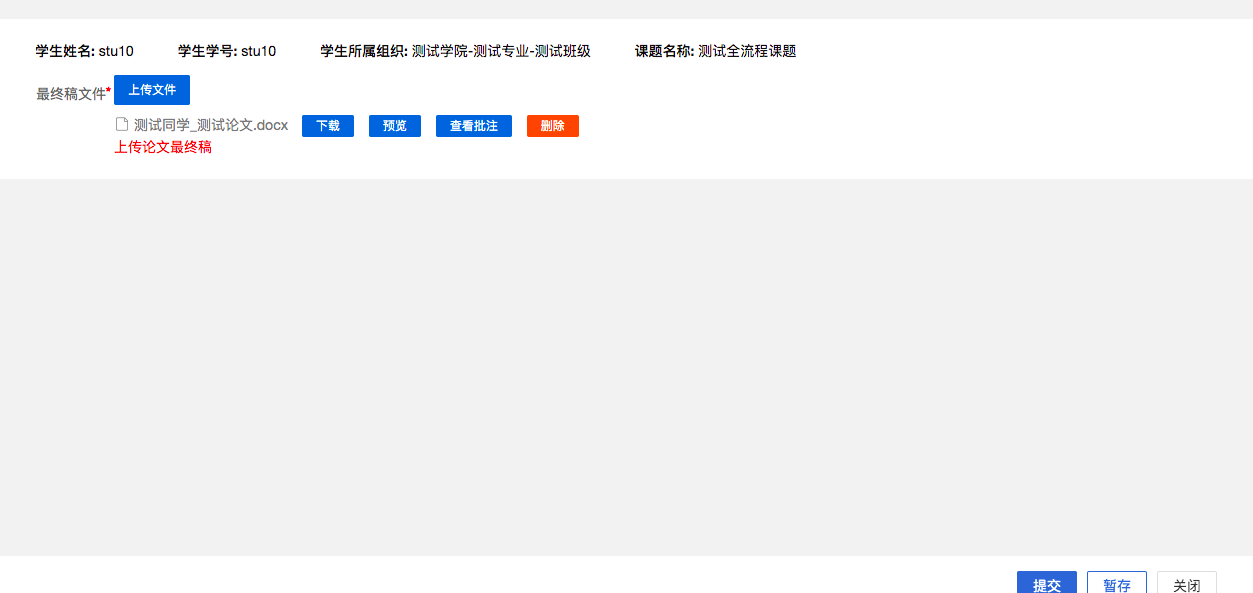 学生姓名: stu10 学生学号: stu10 学生所属组织: 测试学院-测试专业-测试班级 课题名称: 测试全流程课题
最终稿文件* 上传文件
测试同学_测试论文.docx 下载 预览 查看批注 删除
上传论文最终稿
提交 暂存 关闭